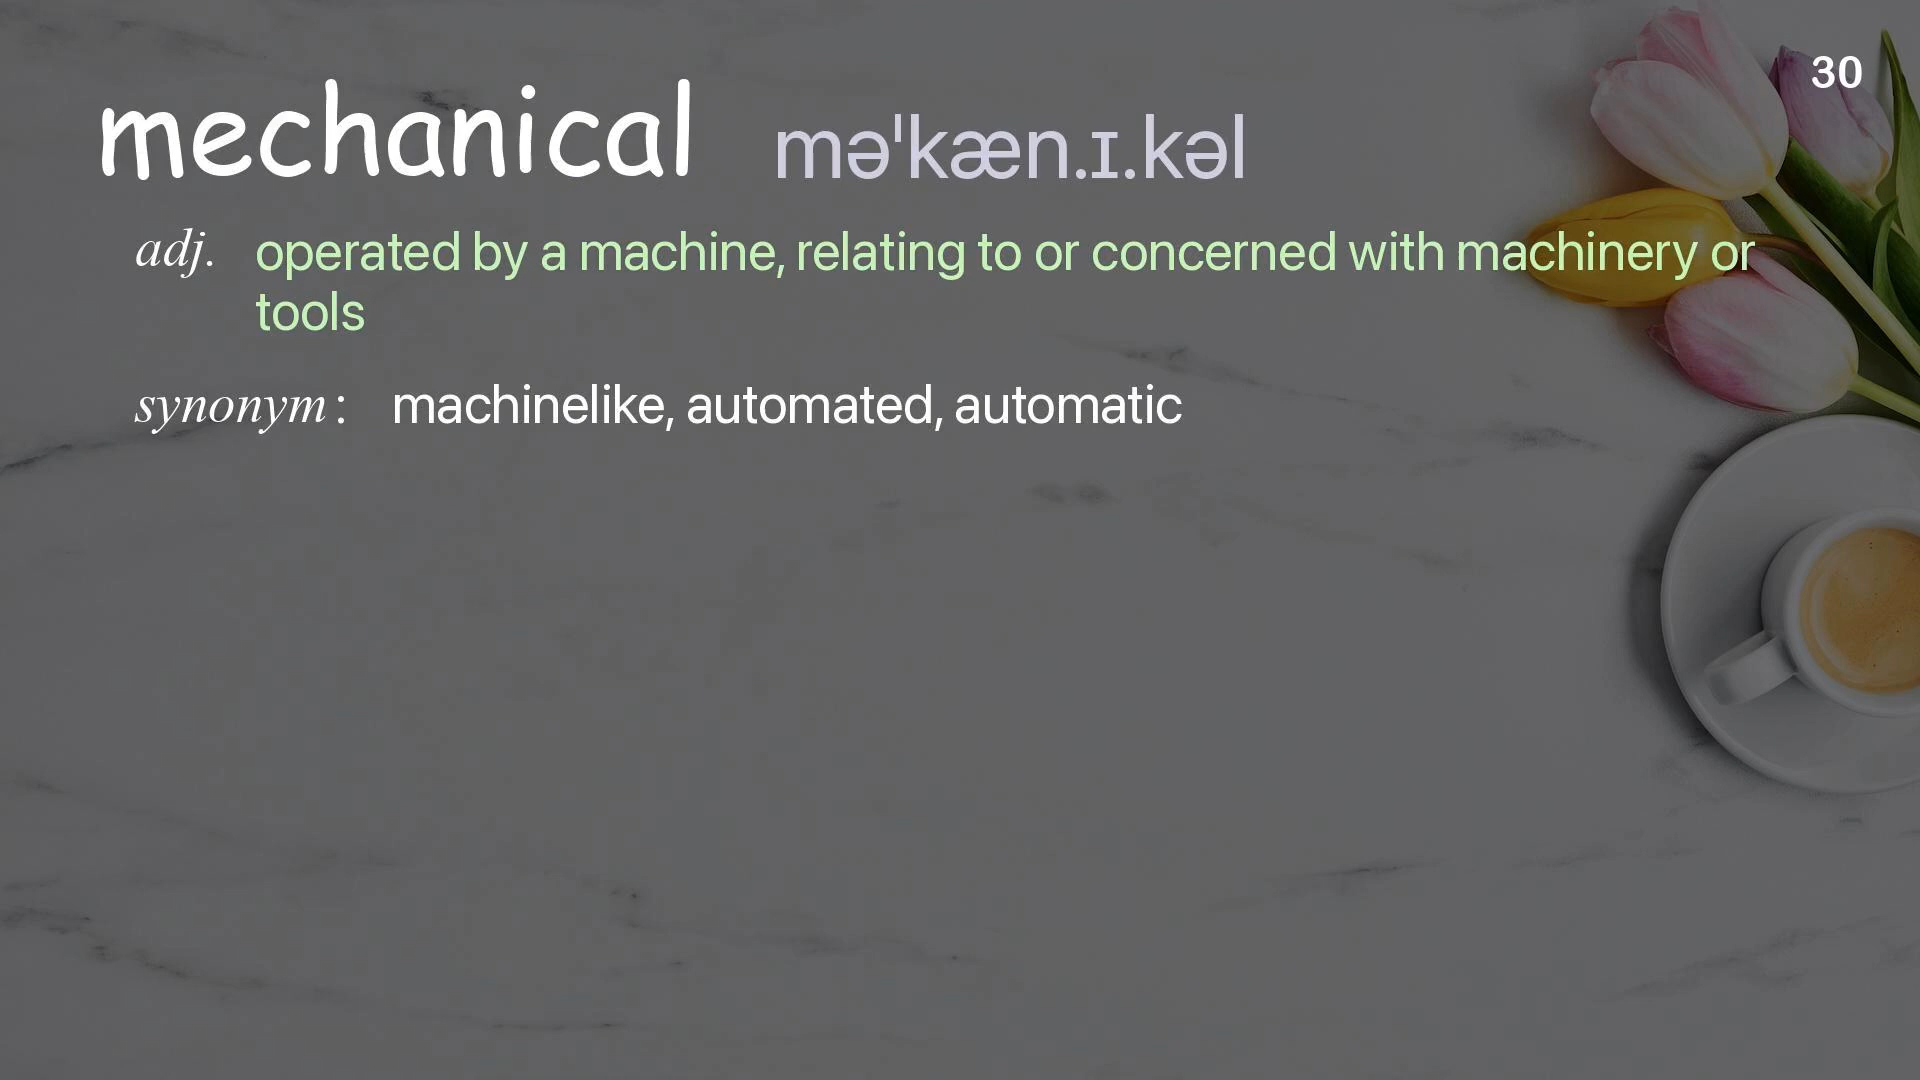 30
mechanical məˈkæn.ɪ.kəl
adj. operated by a machine, relating to or concerned with machinery or
tools
synonym: machinelike, automated, automatic